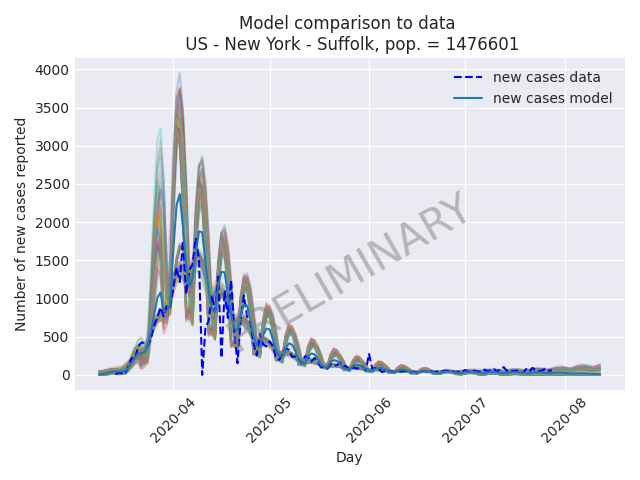 Model comparison to data
US - New York - Suffolk, pop. = 1476601
new cases data
new cases model
PRELIMINARY
Number of new cases reported
4000
3500
3000
2500
2000
1500
1000
500
0
2020-04
2020-05
2020-06
2020-07
2020-08
Day